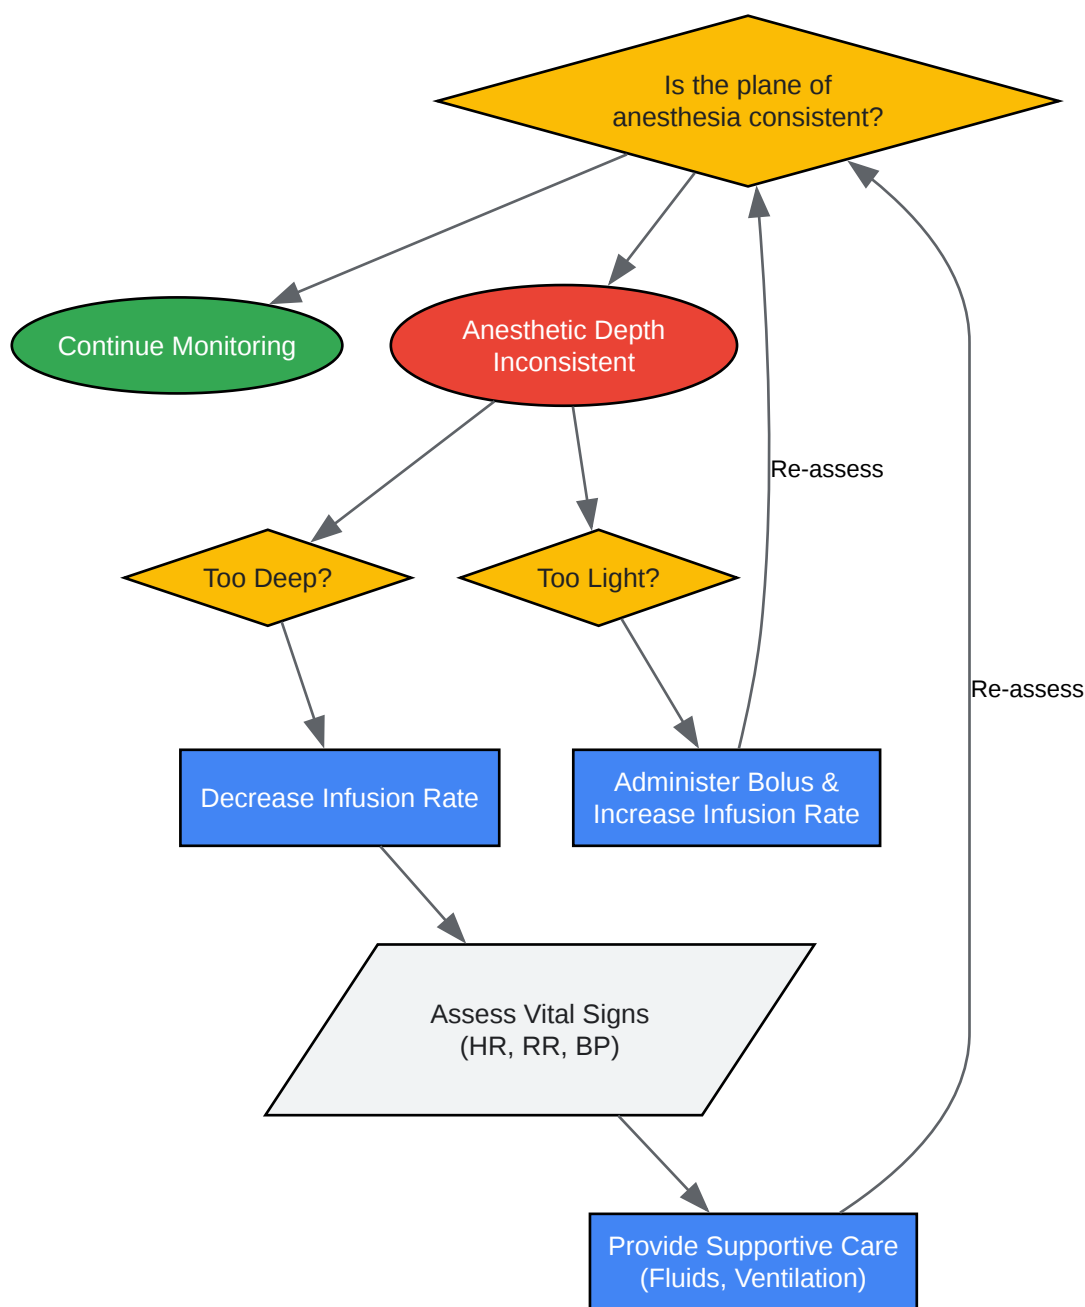 Is the plane of
anesthesia consistent?
Continue Monitoring
Anesthetic Depth
Inconsistent
Re-assess
Too Deep?
Too Light?
Re-assess
Decrease Infusion Rate
Administer Bolus &
Increase Infusion Rate
Assess Vital Signs
(HR, RR, BP)
Provide Supportive Care
(Fluids, Ventilation)